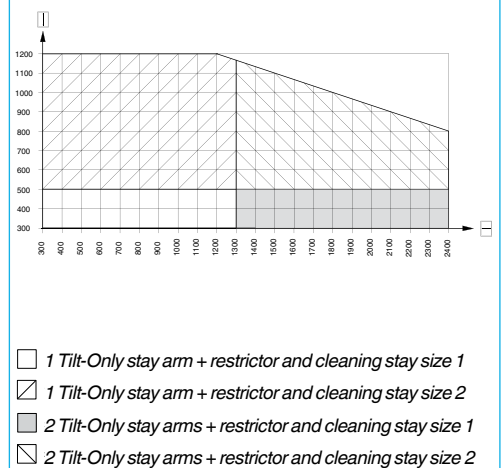 1200
1100
1000
900
800
700
600
500
400
300
300 400 500 600 700 800 900 1000 1100 1200 1300 1400 1500 1600 1700 1800 1900 2000 2100 2200 2300 2400
1 Tilt-Only stay arm + restrictor and cleaning stay size 1
1 Tilt-Only stay arm + restrictor and cleaning stay size 2
2 Tilt-Only stay arms + restrictor and cleaning stay size 1
2 Tilt-Only stay arms + restrictor and cleaning stay size 2